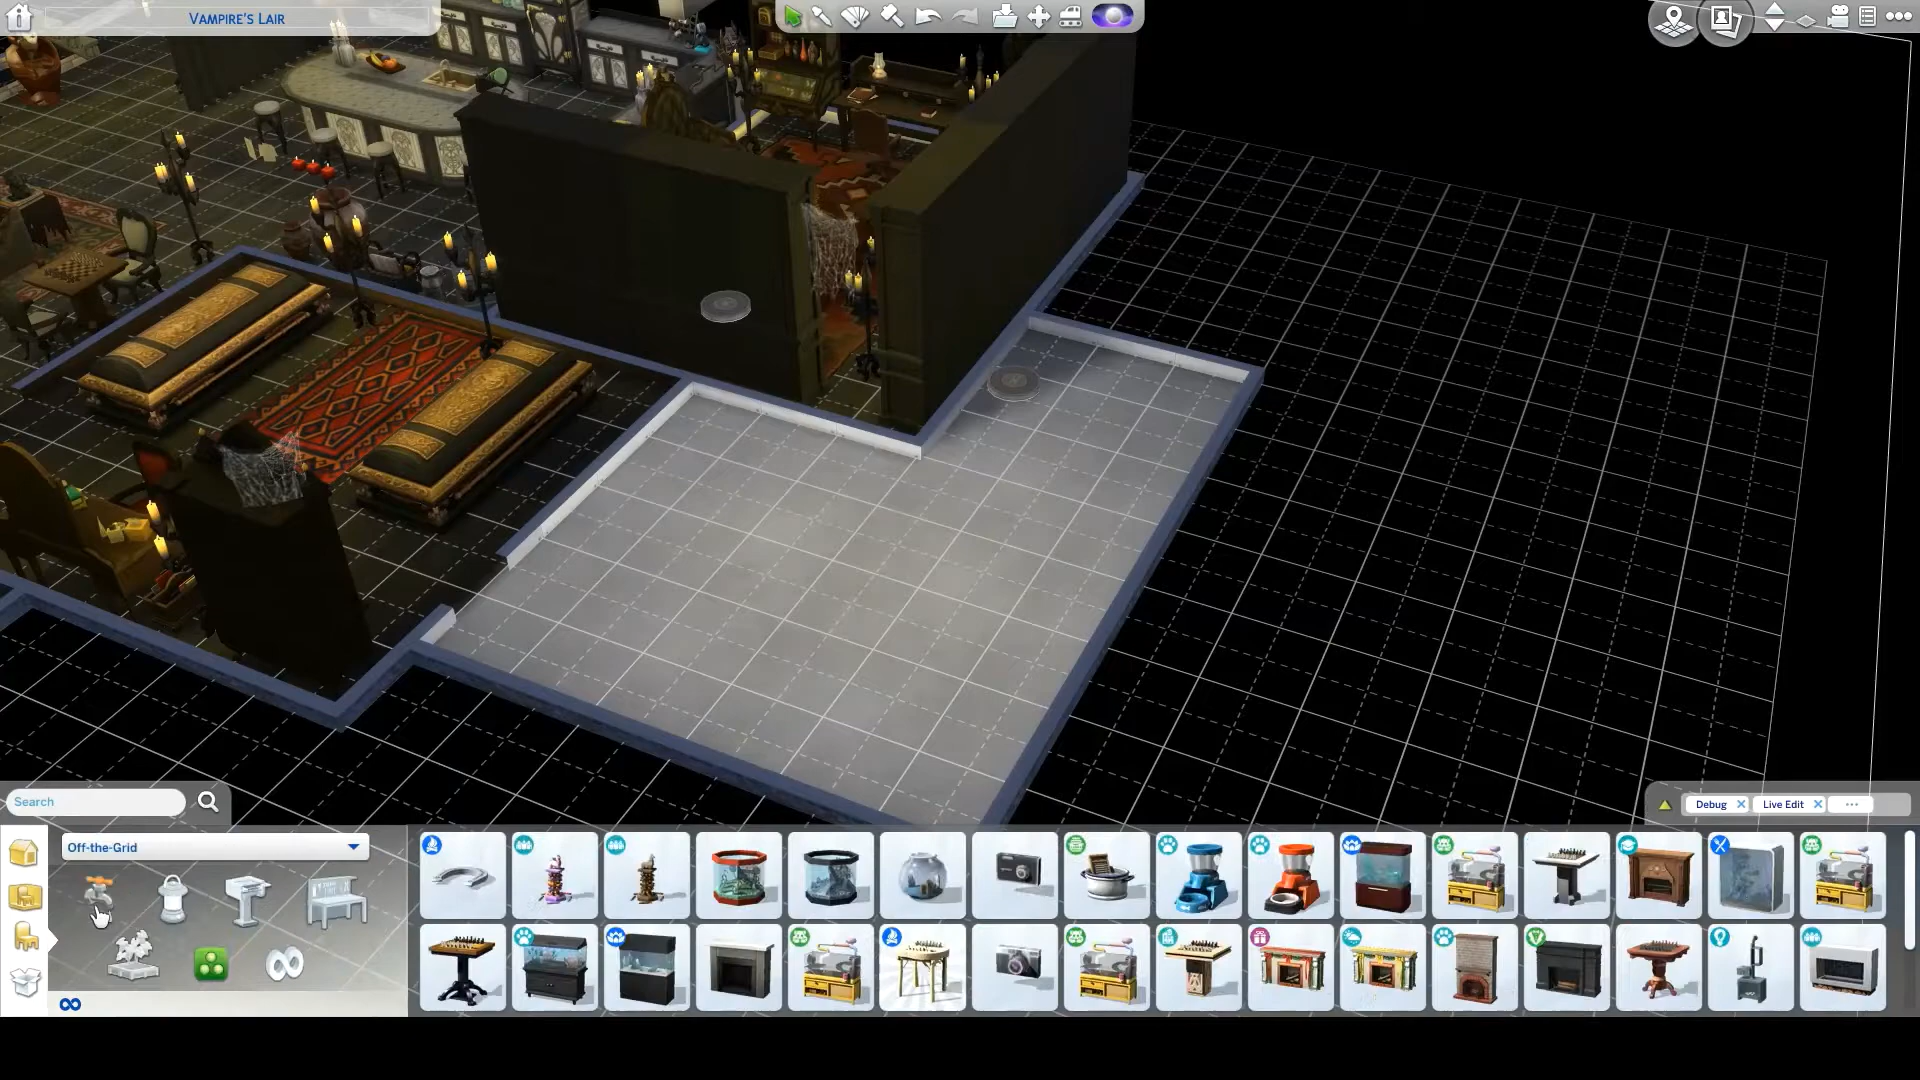 VAMPIRE'S LAIR
Search
Debug
Live Edit
Off-the-Grid